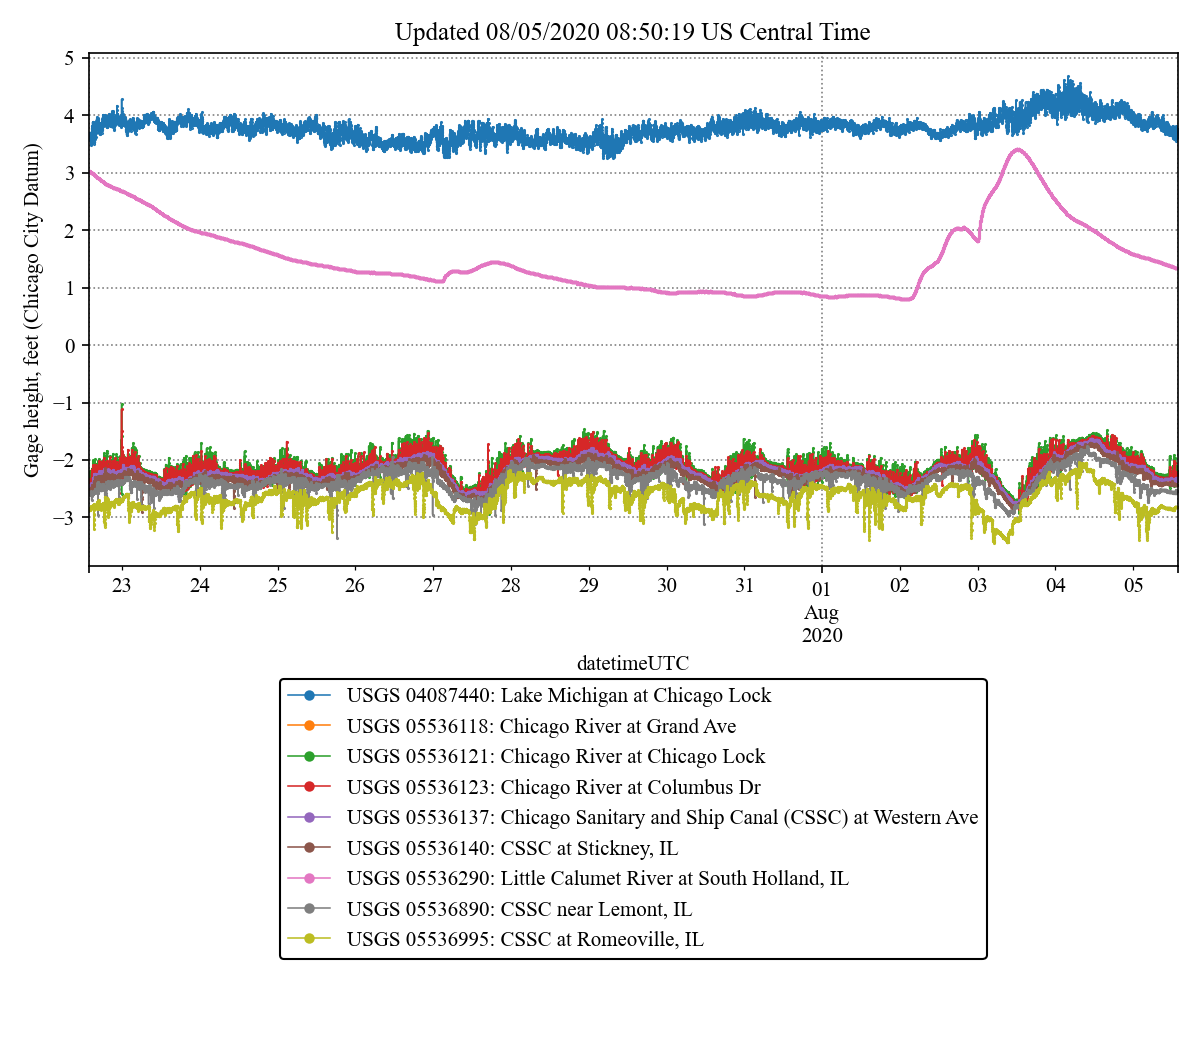 Updated 08/05/2020 08:50:19 US Central Time
Gage height, feet (Chicago City Datum)
5
4
3
2
1
0
−1
−2
−3
23 24 25 26 27 28 29 30 31 01 02 03 04 05
Aug
2020
datetimeUTC
USGS 04087440: Lake Michigan at Chicago Lock
USGS 05536118: Chicago River at Grand Ave
USGS 05536121: Chicago River at Chicago Lock
USGS 05536123: Chicago River at Columbus Dr
USGS 05536137: Chicago Sanitary and Ship Canal (CSSC) at Western Ave
USGS 05536140: CSSC at Stickney, IL
USGS 05536290: Little Calumet River at South Holland, IL
USGS 05536890: CSSC near Lemont, IL
USGS 05536995: CSSC at Romeoville, IL